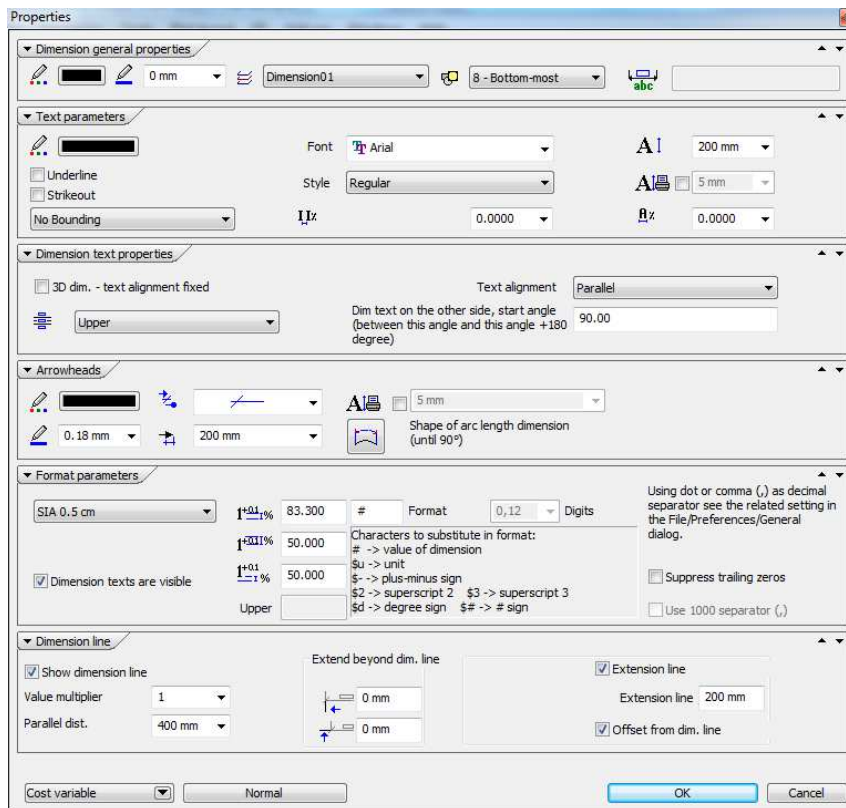 Properties
Dimension general properties
0 mm
Dimension01
8 - Bottom-most
abc
Text parameters
Font
Arial
200 mm
Underline
Strikeout
Style
Regular
5 mm
No Bounding
0.0000
0.0000
Dimension text properties
3D dim. - text alignment fixed
Text alignment
Parallel
Upper
Dim text on the other side, start angle
(between this angle and this angle +180
degree)
90.00
Arrowheads
5 mm
0.18 mm
200 mm
Shape of arc length dimension
(until 90°)
Format parameters
SIA 0.5 cm
83.300
#
Format
0,12
Digits
Using dot or comma (,) as decimal
separator see the related setting in
the File/Preferences/General
dialog.
50.000
Characters to substitute in format:
# -> value of dimension
$u -> unit
$- -> plus-minus sign
$2 -> superscript 2 $3 -> superscript 3
$d -> degree sign $# -> # sign
Dimension texts are visible
50.000
Suppress trailing zeros
Upper
Use 1000 separator (,)
Dimension line
Show dimension line
Extend beyond dim. line
Extension line
Value multiplier
1
0 mm
Extension line
200 mm
Parallel dist.
400 mm
0 mm
Offset from dim. line
Cost variable
Normal
OK
Cancel